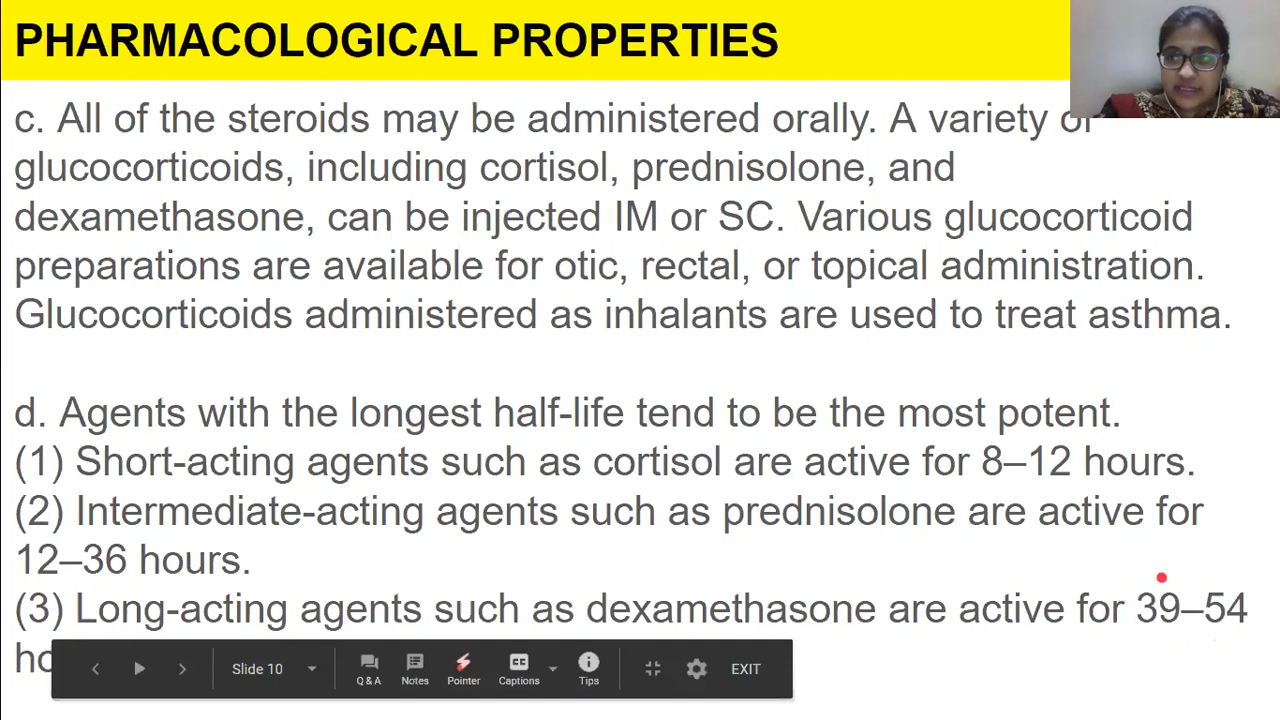 PHARMACOLOGICAL PROPERTIES
c. All of the steroids may be administered orally. A variety of
glucocorticoids, including cortisol, prednisolone, and
dexamethasone, can be injected IM or SC. Various glucocorticoid
preparations are available for otic, rectal, or topical administration.
Glucocorticoids administered as inhalants are used to treat asthma.
d. Agents with the longest half-life tend to be the most potent.
(1) Short-acting agents such as cortisol are active for 8–12 hours.
(2) Intermediate-acting agents such as prednisolone are active for
12–36 hours.
(3) Long-acting agents such as dexamethasone are active for 39–54
Slide 10
Q & A
Notes
Pointer
CC
Captions
Tips
EXIT